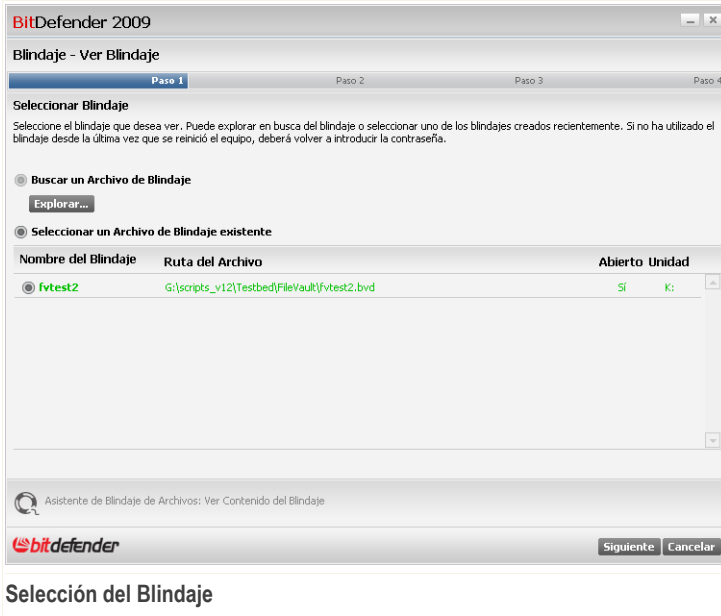 BitDefender 2009
Blindaje - Ver Blindaje
Paso 1 Paso 2 Paso 3 Paso 4
Seleccionar Blindaje
Seleccione el blindaje que desea ver. Puede explorar en busca del blindaje o seleccionar uno de los blindajes creados recientemente. Si no ha utilizado el
blindaje desde la última vez que se reinició el equipo, deberá volver a introducir la contraseña.
Buscar un Archivo de Blindaje
Explorar...
Seleccionar un Archivo de Blindaje existente
Nombre del Blindaje Ruta del Archivo Abierto Unidad
fvtest2 G:\scripts_v12\Testbed\FileVault\fvtest2.bvd Sí K:
Asistente de Blindaje de Archivos: Ver Contenido del Blindaje
bitdefender
Siguiente Cancelar
Selección del Blindaje